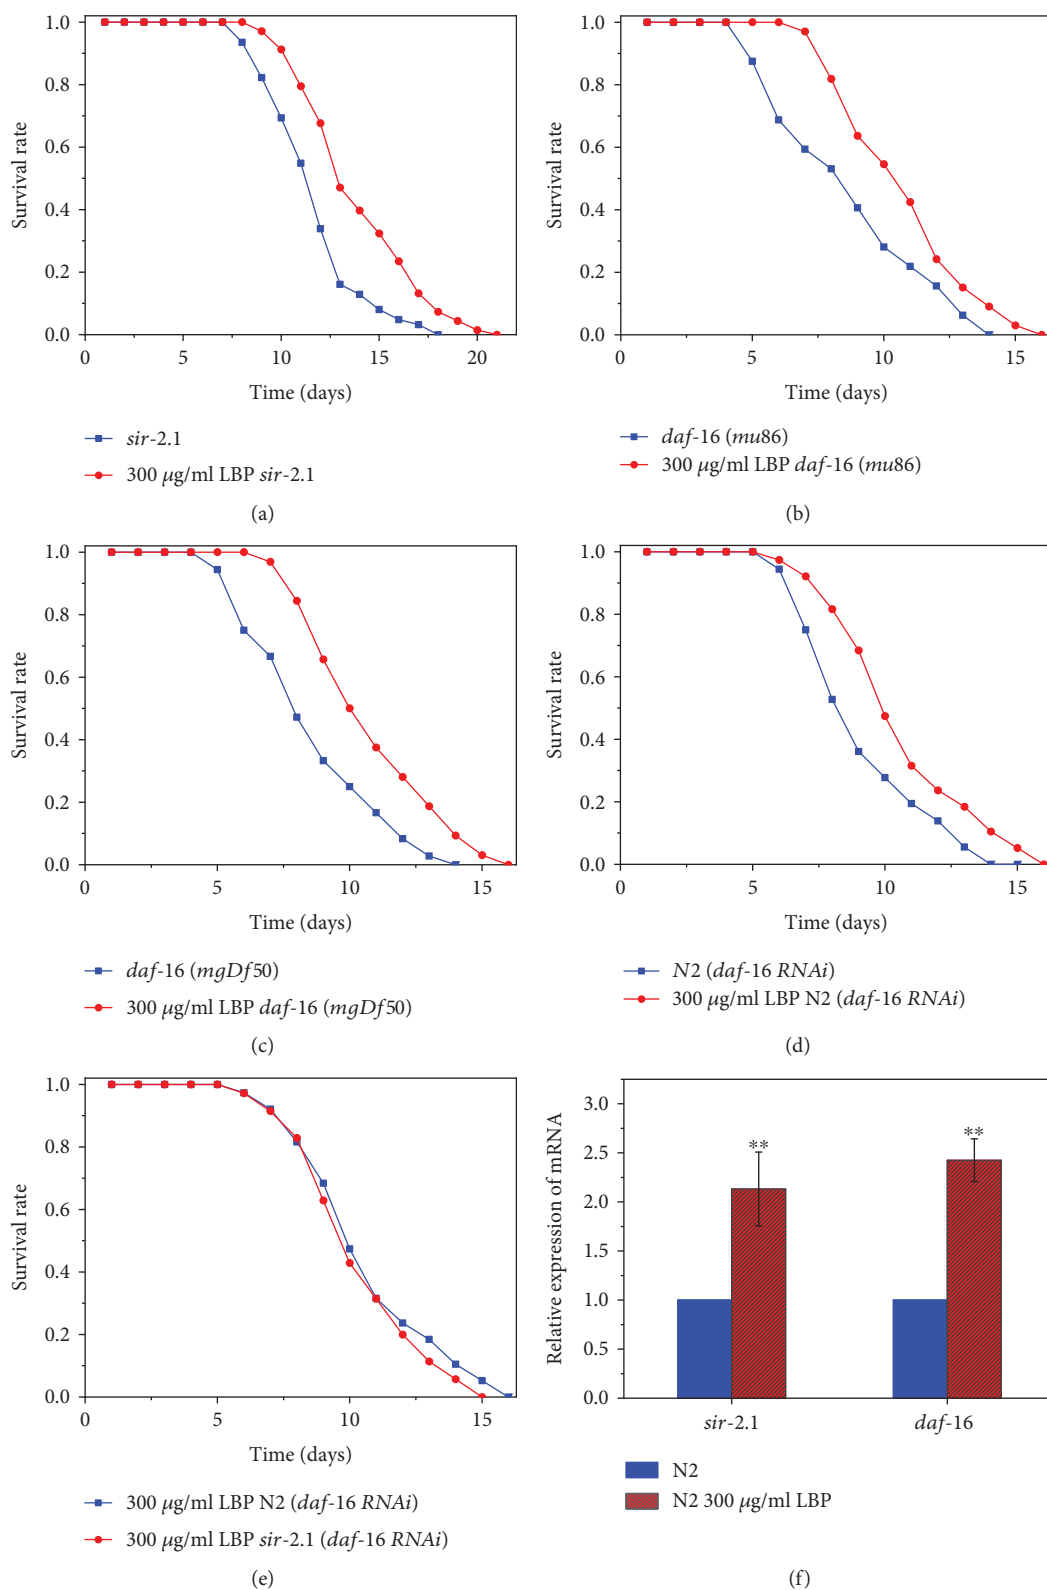 1.0
0.8
0.6
0.4
0.2
0.0
Survival rate
0 5 10 15 20
Time (days)
sir-2.1
300 μg/ml LBP sir-2.1
(a)
1.0
0.8
0.6
0.4
0.2
0.0
Survival rate
0 5 10 15
Time (days)
daf-16 (mu86)
300 μg/ml LBP daf-16 (mu86)
(b)
1.0
0.8
0.6
0.4
0.2
0.0
Survival rate
0 5 10 15
Time (days)
daf-16 (mgDf50)
300 μg/ml LBP daf-16 (mgDf50)
(c)
1.0
0.8
0.6
0.4
0.2
0.0
Survival rate
0 5 10 15
Time (days)
N2 (daf-16 RNAi)
300 μg/ml LBP N2 (daf-16 RNAi)
(d)
1.0
0.8
0.6
0.4
0.2
0.0
Survival rate
0 5 10 15
Time (days)
300 μg/ml LBP N2 (daf-16 RNAi)
300 μg/ml LBP sir-2.1 (daf-16 RNAi)
(e)
3.0
2.5
2.0
1.5
1.0
0.5
0.0
Relative expression of mRNA
** **
sir-2.1 daf-16
N2
N2 300 μg/ml LBP
(f)